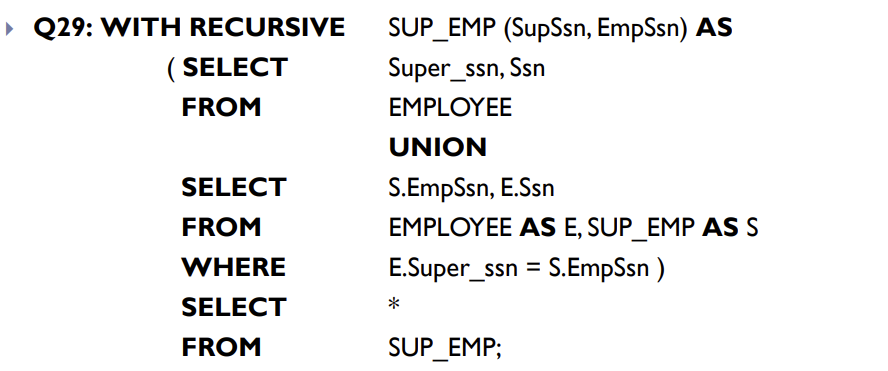 Q29: WITH RECURSIVE SUP_EMP (SupSsn, EmpSsn) AS
( SELECT Super_ssn, Ssn
FROM EMPLOYEE
UNION
SELECT S.EmpSsn, E.Ssn
FROM EMPLOYEE AS E, SUP_EMP AS S
WHERE E.Super_ssn = S.EmpSsn )
SELECT *
FROM SUP_EMP;